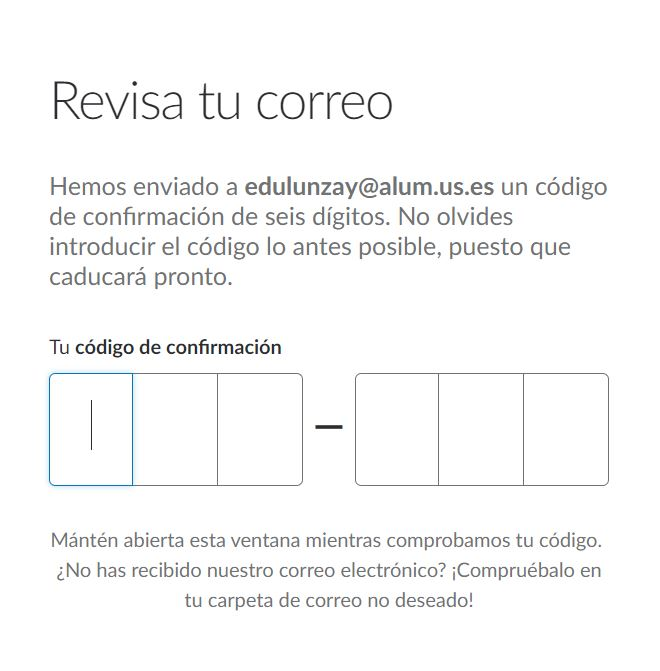 Revisa tu correo
Hemos enviado a edulunzay@alum.us.es un código
de confirmación de seis dígitos. No olvides
introducir el código lo antes posible, puesto que
caducará pronto.
Tu código de confirmación
–
Mántén abierta esta ventana mientras comprobamos tu código.
¿No has recibido nuestro correo electrónico? ¡Compruébalo en
tu carpeta de correo no deseado!